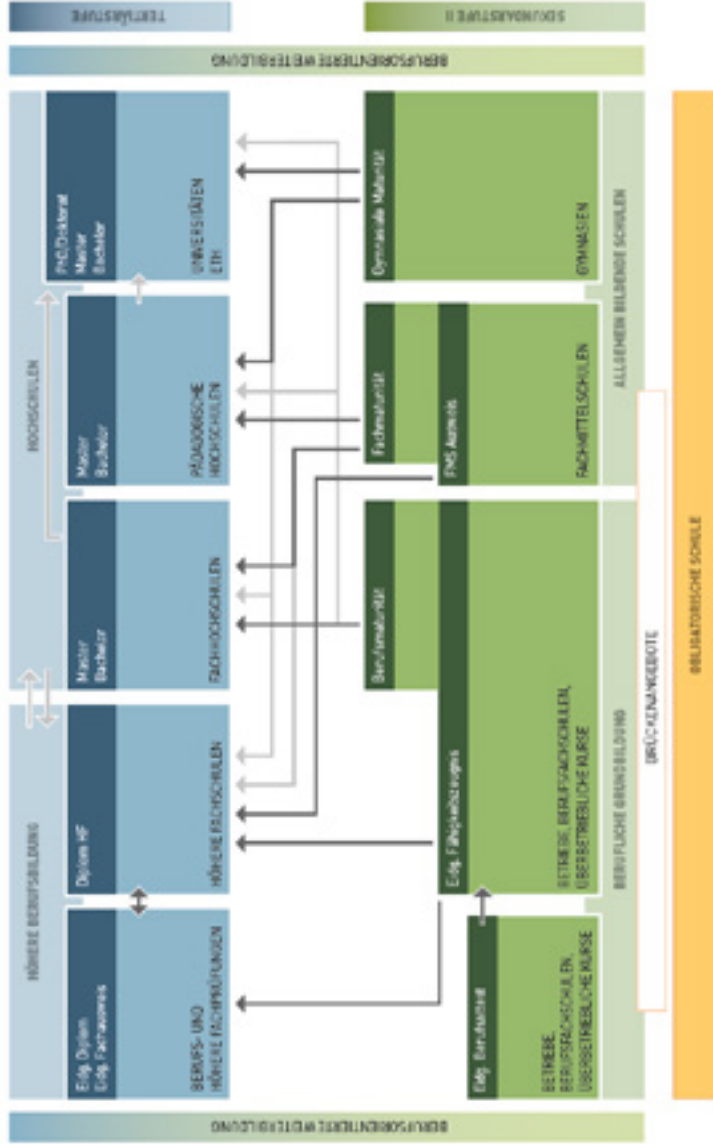 TERTIÄRSTUFE
SEKUNDARSTUFE II
BERUFSORIENTIERTE WEITERBILDUNG
HÖHERE BERUFSBILDUNG
HOCHSCHULEN
Eidg. Diplom
Eidg. Fachausweis
BERUFS- UND
HÖHERE FACHPRÜFUNGEN
Diplom HF
HÖHERE FACHSCHULEN
Master
Bachelor
FACHHOCHSCHULEN
Master
Bachelor
PÄDAGOGISCHE
HOCHSCHULEN
PhD/Doktorat
Master
Bachelor
UNIVERSITÄTEN
ETH
Eidg. Berufsattest
BETRIEBE,
BERUFSFACHSCHULEN,
ÜBERBETRIEBLICHE KURSE
Eidg. Fähigkeitszeugnis
BETRIEBE, BERUFSFACHSCHULEN,
ÜBERBETRIEBLICHE KURSE
Berufsmaturität
Fachmaturität
FMS Ausweis
FACHMITTELSCHULEN
Gymnasiale Maturität
GYMNASIEN
BERUFLICHE GRUNDBILDUNG
ALLGEMEIN BILDENDE SCHULEN
BRÜCKENANGEBOTE
OBLIGATORISCHE SCHULE
BERUFSORIENTIERTE WEITERBILDUNG